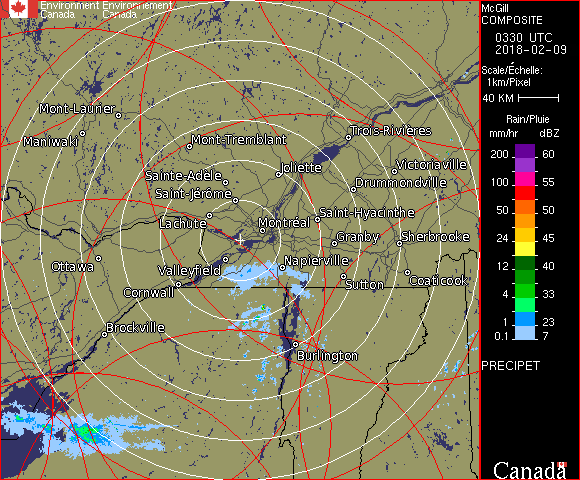 Environment Environnement
Canada Canada
McGill
COMPOSITE
0330 UTC
2018-02-09
Scale/Échelle:
1km/Pixel
40 KM
Rain/Pluie
mm/hr dBZ
200 60
55
100 55
50 50
24 45
12 40
4 33
1 23
0.1 7
PRECIPET
Canada
Mont-Laurier
Maniwaki
Mont-Tremblant
Trois-Rivières
Sainte-Adèle
Joliette
Victoriaville
Saint-Jérôme
Drummondville
Lachute
Montréal
Saint-Hyacinthe
Granby
Sherbrooke
Ottawa
Valleyfield
Napierville
Cornwall
Sutton
Coaticook
Brockville
Burlington